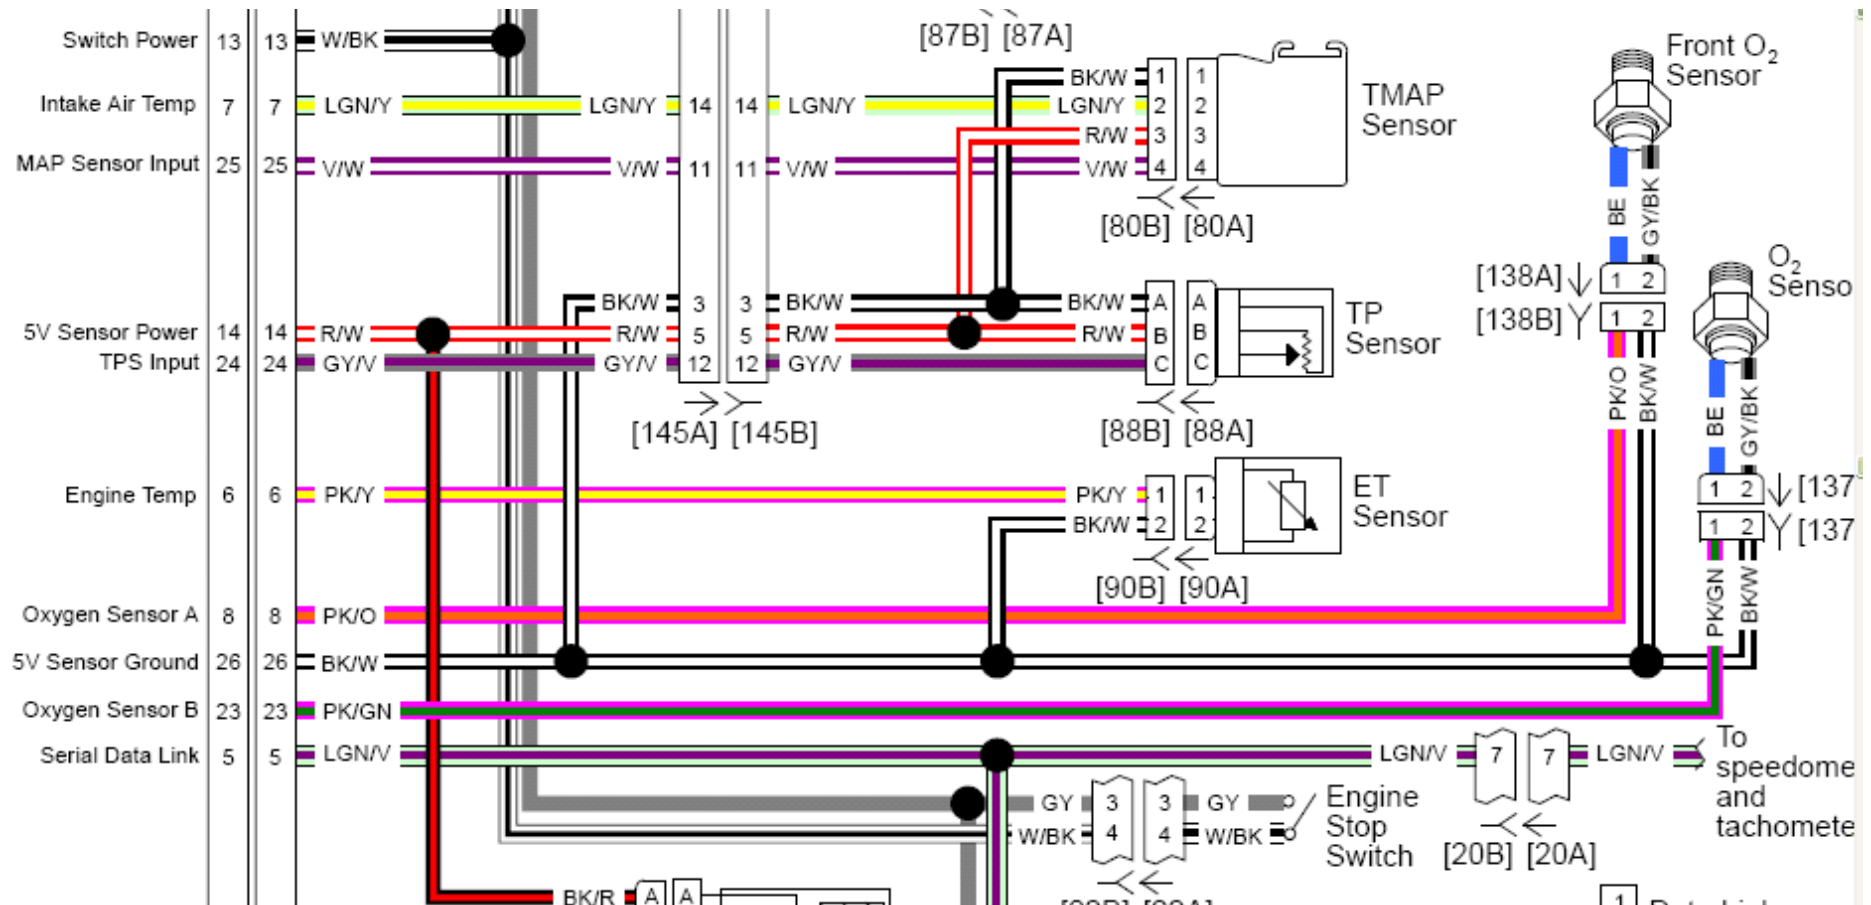 [87B] [87A]
Switch Power 13 13 W/BK
Front O2
Sensor
BK/W 1 1
TMAP
Sensor
Intake Air Temp 7 7 LGN/Y LGN/Y 14 14 LGN/Y LGN/Y 2 2
R/W 3 3
MAP Sensor Input 25 25 V/W V/W 11 11 V/W V/W 4 4
[80B] [80A]
BE GY/BK
[138A] 1 2
[138B] 1 2
O2
Senso
BK/W 3 3 BK/W BK/W A A
TP
Sensor
5V Sensor Power 14 14 R/W R/W 5 5 R/W R/W B B
TPS Input 24 24 GY/V GY/V 12 12 GY/V C C
PK/O BK/W
BE GY/BK
[145A] [145B]
[88B] [88A]
Engine Temp 6 6 PK/Y PK/Y 1 1
BK/W 2 2
ET
Sensor
1 2 [137
1 2 [137
[90B] [90A]
PK/GN BK/W
Oxygen Sensor A 8 8 PK/O
5V Sensor Ground 26 26 BK/W
Oxygen Sensor B 23 23 PK/GN
Serial Data Link 5 5 LGN/V LGN/V 7 7 LGN/V
To
speedome
and
tachomete
GY 3 3 GY
W/BK 4 4 W/BK
Engine
Stop
Switch
[20B] [20A]
BK/R A A
1